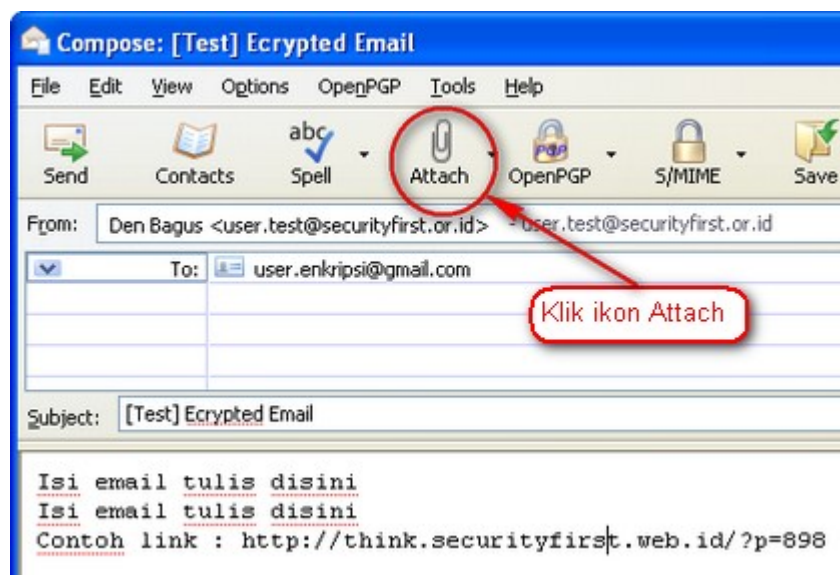 Compose: [Test] Ecrypted Email
File Edit View Options OpenPGP Tools Help
Send Contacts Spell Attach OpenPGP S/MIME Save
abc
PGP
From: Den Bagus <user.test@securityfirst.or.id> - user.test@securityfirst.or.id
To: user.enkripsi@gmail.com
Klik ikon Attach
Subject: [Test] Ecrypted Email
Isi email tulis disini
Isi email tulis disini
Contoh link : http://think.securityfirst.web.id/?p=898